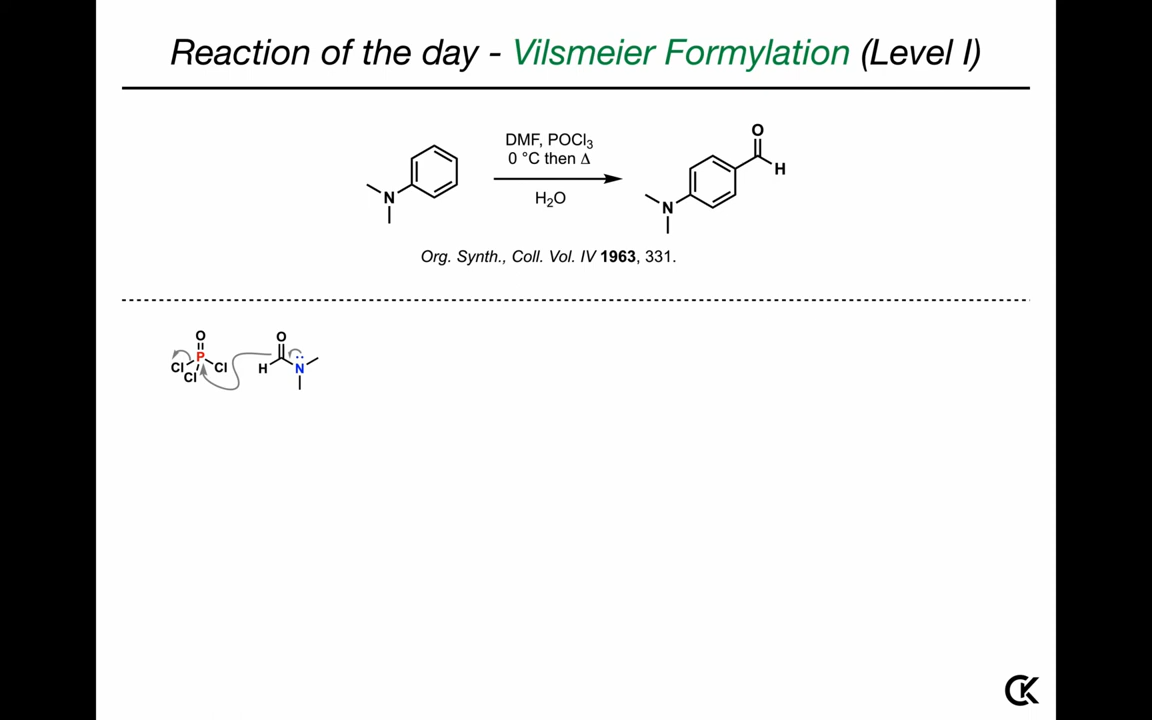 Reaction of the day - Vilsmeier Formylation (Level I)
DMF, POCl₃
0 °C then Δ
H₂O
N
O
H
N
Org. Synth., Coll. Vol. IV 1963, 331.
O
P
Cl
Cl
Cl
O
H
N
CK